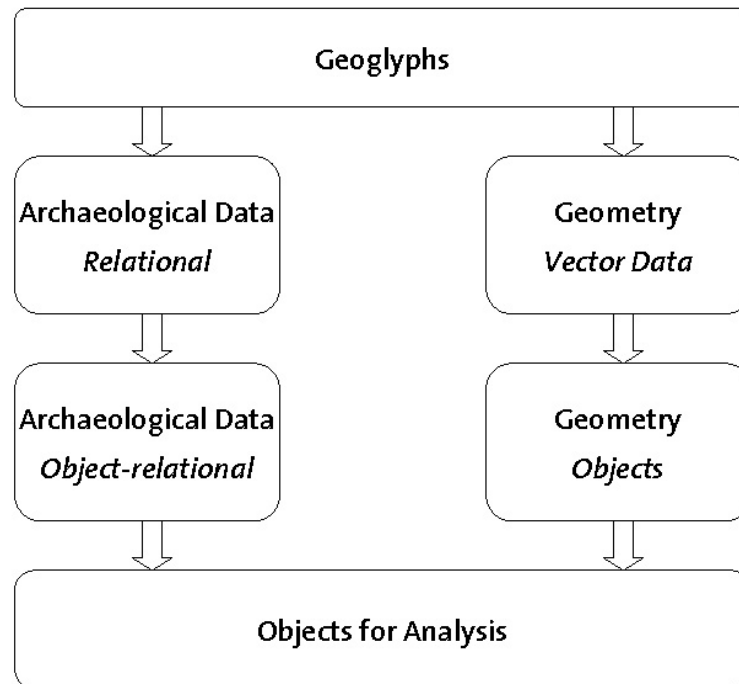 Geoglyphs
Archaeological Data
Relational
Geometry
Vector Data
Archaeological Data
Object-relational
Geometry
Objects
Objects for Analysis